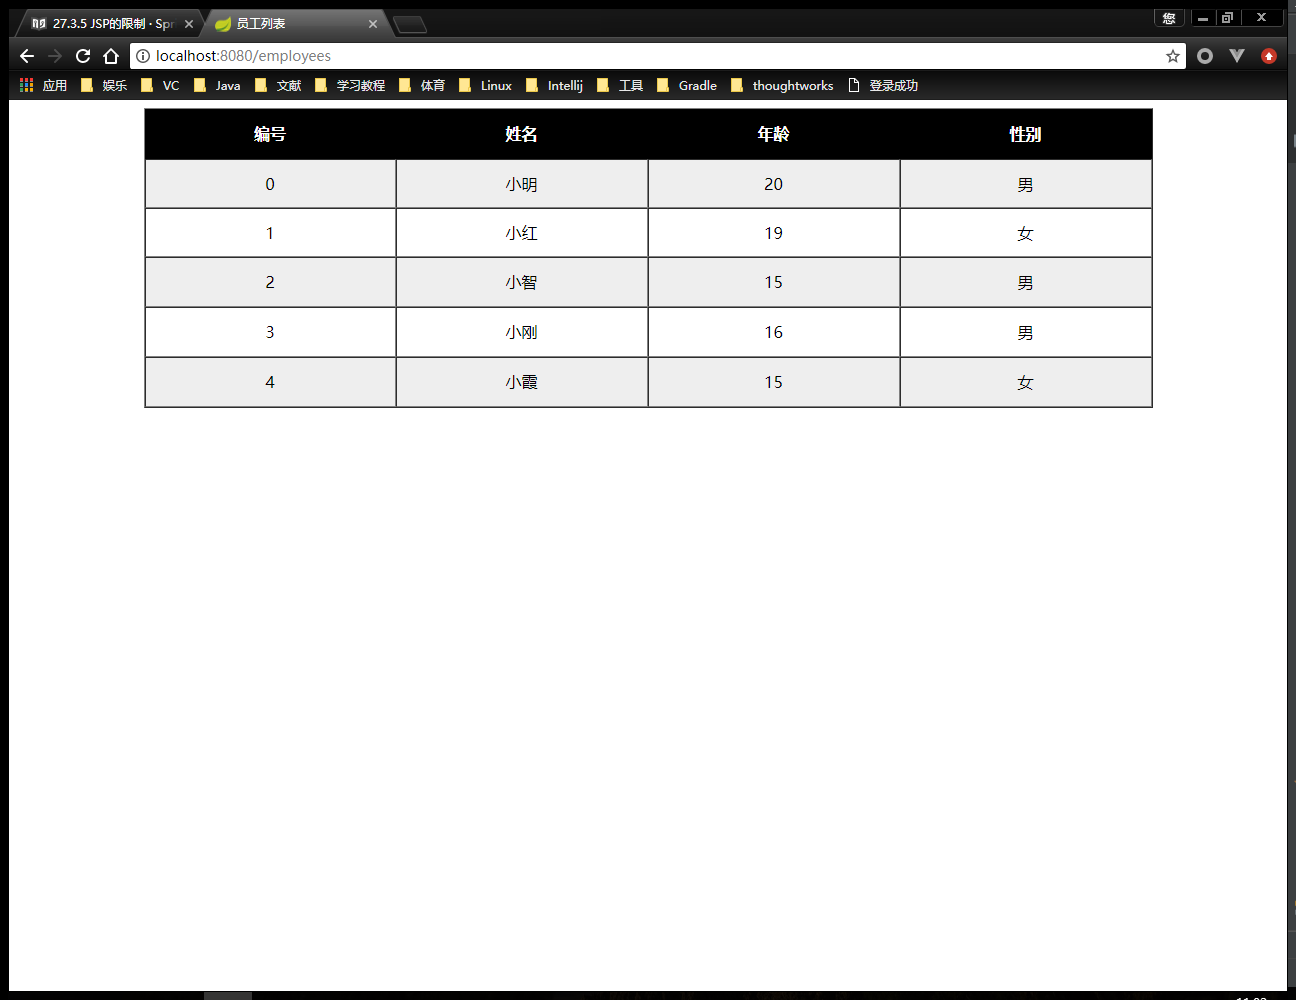 27.3.5 JSP的限制 · Spr
员工列表
您
localhost:8080/employees
应用 娱乐 VC Java 文献 学习教程 体育 Linux Intellij 工具 Gradle thoughtworks 登录成功
编号 姓名 年龄 性别
0 小明 20 男
1 小红 19 女
2 小智 15 男
3 小刚 16 男
4 小霞 15 女